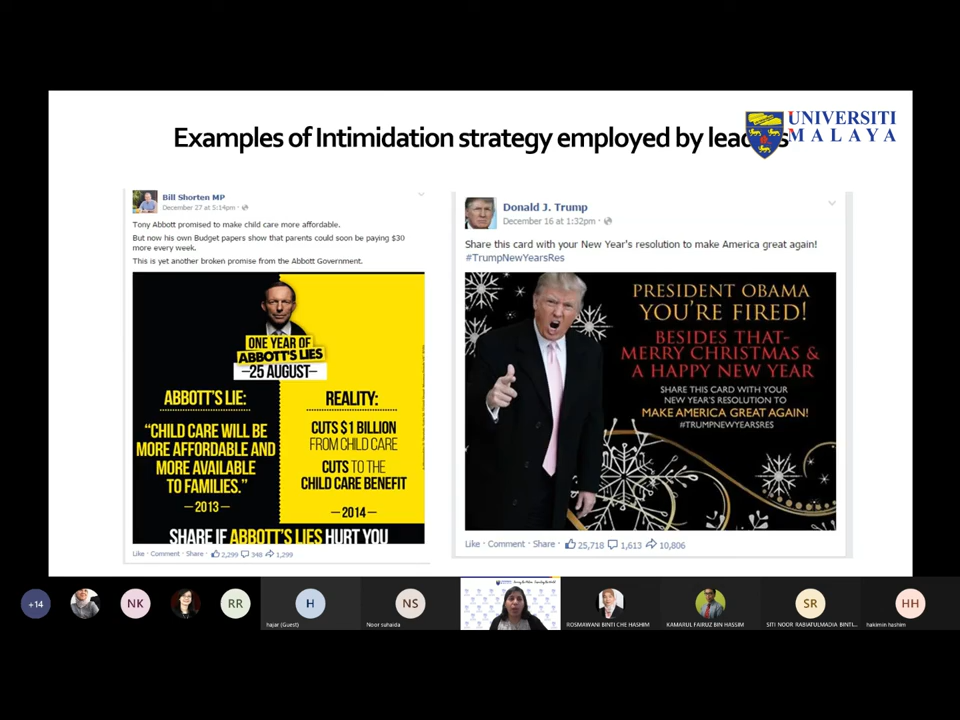 Examples of Intimidation strategy employed by lea
UNIVERSITI
MALAYA
Bill Shorten MP
December 27 at 5:14pm ·
Tony Abbott promised to make child care more affordable.
But now his own Budget papers show that parents could soon be paying $30
more every week.
This is yet another broken promise from the Abbott Government.
ONE YEAR OF
ABBOTT'S LIES
—25 AUGUST—
ABBOTT'S LIE:
"CHILD CARE WILL BE
MORE AFFORDABLE AND
MORE AVAILABLE
TO FAMILIES."
—2013—
REALITY:
CUTS $1 BILLION
FROM CHILD CARE
CUTS TO THE
CHILD CARE BENEFIT
—2014—
SHARE IF ABBOTT'S LIES HURT YOU
Like · Comment · Share · 2,299 348 1,299
Donald J. Trump
December 16 at 1:32pm ·
Share this card with your New Year's resolution to make America great again!
#TrumpNewYearsRes
PRESIDENT OBAMA
YOU'RE FIRED!
BESIDES THAT-
MERRY CHRISTMAS &
A HAPPY NEW YEAR
SHARE THIS CARD WITH YOUR
NEW YEAR'S RESOLUTION TO
MAKE AMERICA GREAT AGAIN!
#TRUMPNEWYEARSRES
Like · Comment · Share · 25,718 1,613 10,806
+14
NK
RR
H
hajar (Guest)
NS
Noor suhaida
ROSMAWANI BINTI CHE HASHIM
KAMARUL FAIRUZ BIN HASSIM
SR
SITI NOOR RABIATULMADIA BINTI...
HH
hakimin hashim